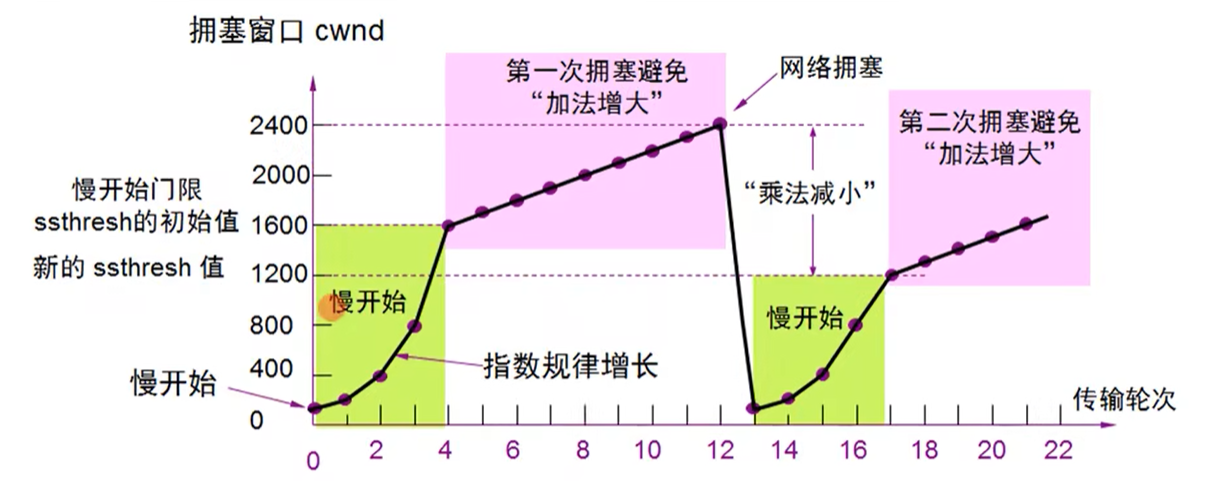 拥塞窗口 cwnd
第一次拥塞避免
“加法增大”
网络拥塞
第二次拥塞避免
“加法增大”
2400
2000
慢开始门限
ssthresh的初始值
1600
“乘法减小”
新的 ssthresh 值
1200
慢开始
慢开始
800
400
指数规律增长
慢开始
0
传输轮次
0 2 4 6 8 10 12 14 16 18 20 22